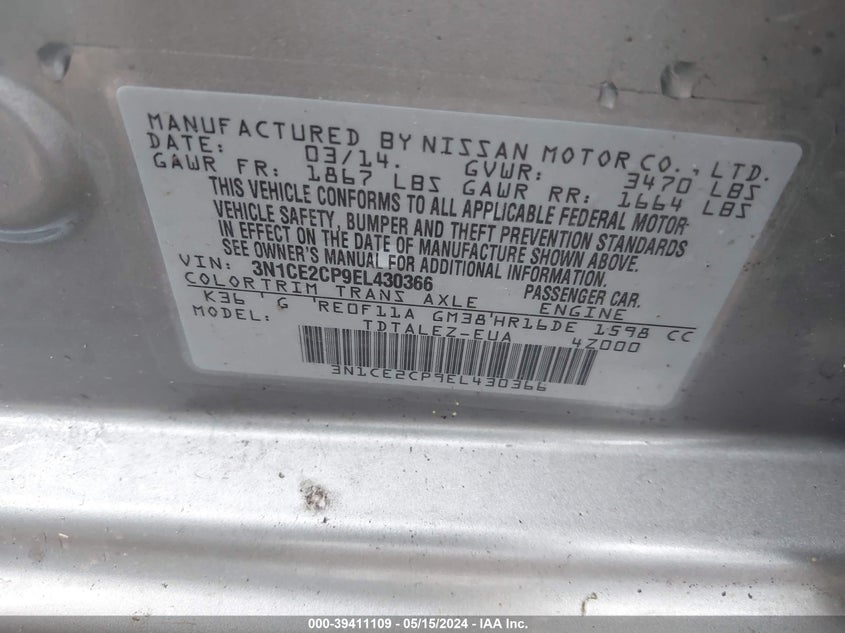 MANUFACTURED BY NISSAN MOTOR CO., LTD.
DATE: 03/14. GVWR: 3470 LBS
GAWR FR: 1867 LBS GAWR RR: 1664 LBS
THIS VEHICLE CONFORMS TO ALL APPLICABLE FEDERAL MOTOR
VEHICLE SAFETY, BUMPER AND THEFT PREVENTION STANDARDS
IN EFFECT ON THE DATE OF MANUFACTURE SHOWN ABOVE.
SEE OWNER'S MANUAL FOR ADDITIONAL INFORMATION.
VIN: 3N1CE2CP9EL430366 PASSENGER CAR.
COLOR TRIM TRANS AXLE ENGINE
K36 ' G 'RE0F11A GM38'HR16DE 1598 CC
MODEL: TDTALEZ-EUA 4Z000
3N1CE2CP9EL430366
000-39411109 - 05/15/2024 - IAA Inc.